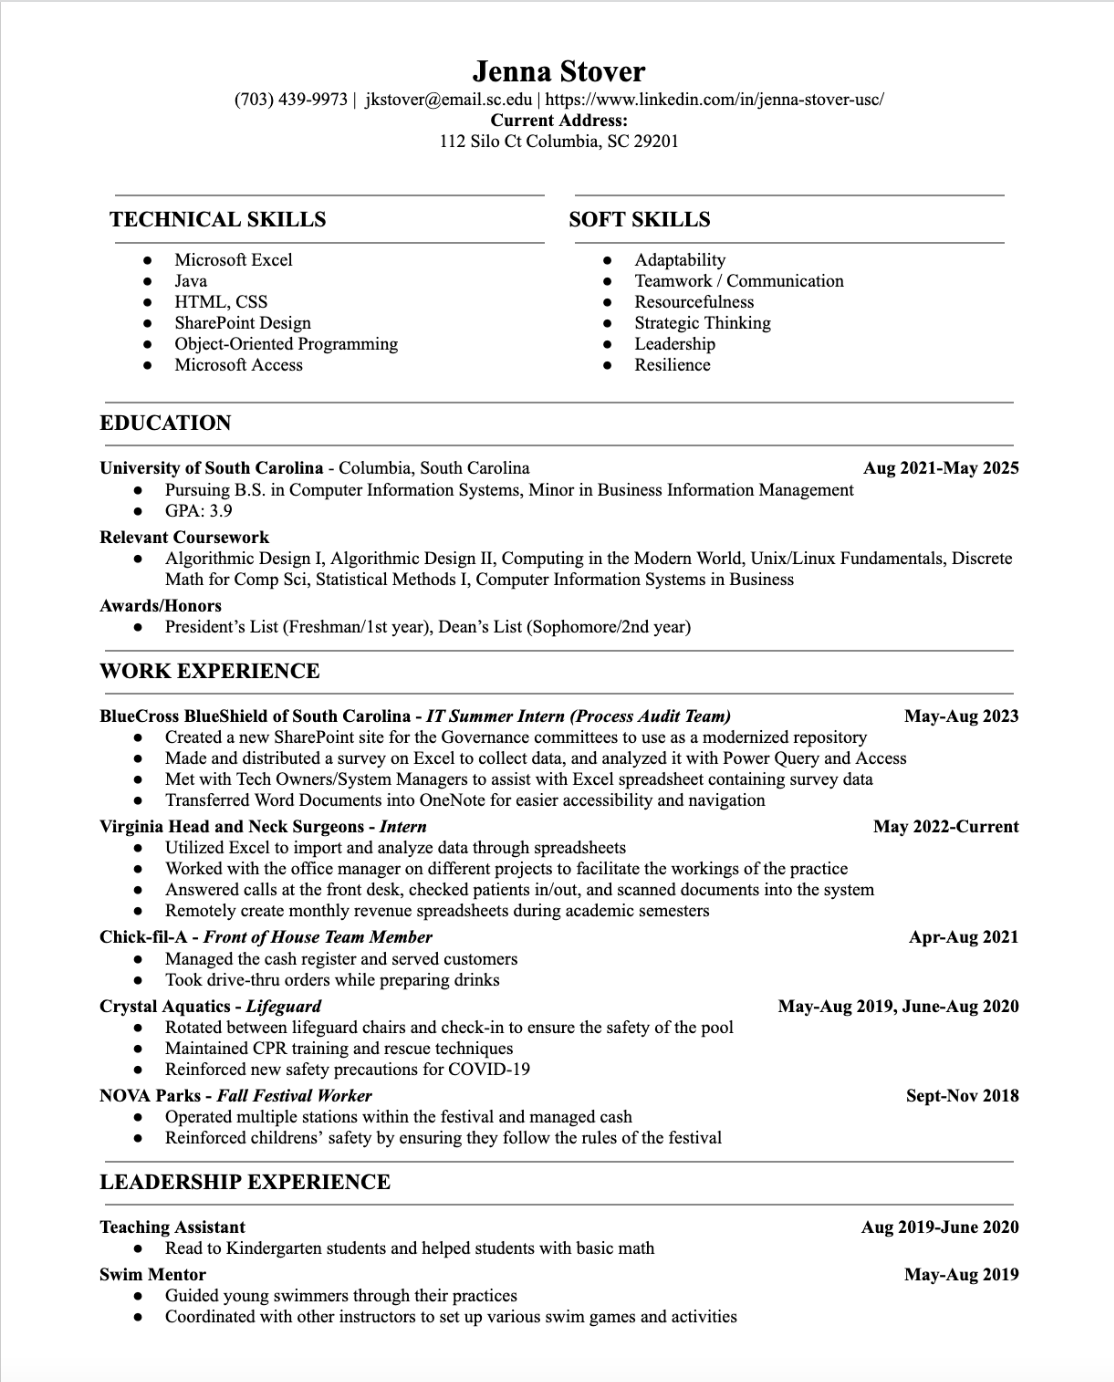 Jenna Stover
(703) 439-9973 | jkstover@email.sc.edu | https://www.linkedin.com/in/jenna-stover-usc/
Current Address:
112 Silo Ct Columbia, SC 29201
TECHNICAL SKILLS
● Microsoft Excel
● Java
● HTML, CSS
● SharePoint Design
● Object-Oriented Programming
● Microsoft Access
SOFT SKILLS
● Adaptability
● Teamwork / Communication
● Resourcefulness
● Strategic Thinking
● Leadership
● Resilience
EDUCATION
University of South Carolina - Columbia, South Carolina Aug 2021-May 2025
● Pursuing B.S. in Computer Information Systems, Minor in Business Information Management
● GPA: 3.9
Relevant Coursework
● Algorithmic Design I, Algorithmic Design II, Computing in the Modern World, Unix/Linux Fundamentals, Discrete
Math for Comp Sci, Statistical Methods I, Computer Information Systems in Business
Awards/Honors
● President’s List (Freshman/1st year), Dean’s List (Sophomore/2nd year)
WORK EXPERIENCE
BlueCross BlueShield of South Carolina - IT Summer Intern (Process Audit Team) May-Aug 2023
● Created a new SharePoint site for the Governance committees to use as a modernized repository
● Made and distributed a survey on Excel to collect data, and analyzed it with Power Query and Access
● Met with Tech Owners/System Managers to assist with Excel spreadsheet containing survey data
● Transferred Word Documents into OneNote for easier accessibility and navigation
Virginia Head and Neck Surgeons - Intern May 2022-Current
● Utilized Excel to import and analyze data through spreadsheets
● Worked with the office manager on different projects to facilitate the workings of the practice
● Answered calls at the front desk, checked patients in/out, and scanned documents into the system
● Remotely create monthly revenue spreadsheets during academic semesters
Chick-fil-A - Front of House Team Member Apr-Aug 2021
● Managed the cash register and served customers
● Took drive-thru orders while preparing drinks
Crystal Aquatics - Lifeguard May-Aug 2019, June-Aug 2020
● Rotated between lifeguard chairs and check-in to ensure the safety of the pool
● Maintained CPR training and rescue techniques
● Reinforced new safety precautions for COVID-19
NOVA Parks - Fall Festival Worker Sept-Nov 2018
● Operated multiple stations within the festival and managed cash
● Reinforced childrens’ safety by ensuring they follow the rules of the festival
LEADERSHIP EXPERIENCE
Teaching Assistant Aug 2019-June 2020
● Read to Kindergarten students and helped students with basic math
Swim Mentor May-Aug 2019
● Guided young swimmers through their practices
● Coordinated with other instructors to set up various swim games and activities